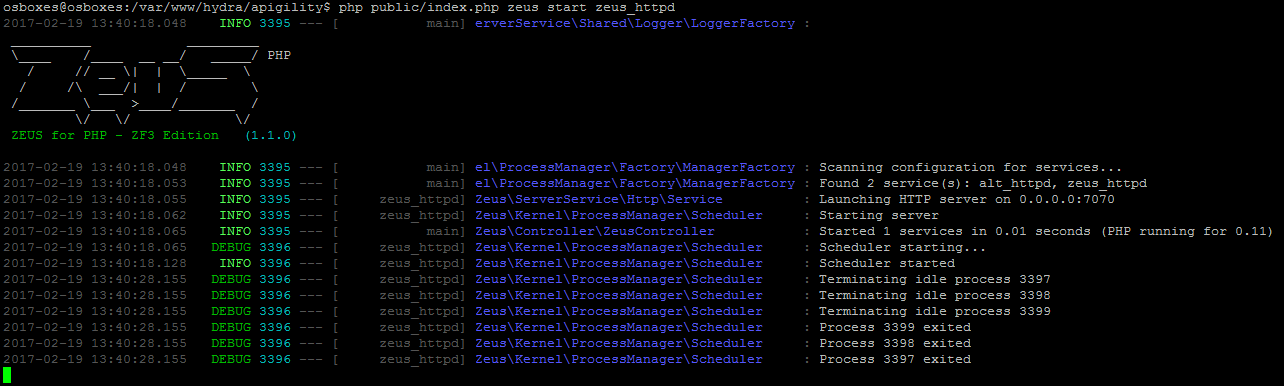 osboxes@osboxes:/var/www/hydra/apigility$ php public/index.php zeus start zeus_httpd
2017-02-19 13:40:18.048    INFO 3395 --- [           main] erverService\Shared\Logger\LoggerFactory :
PHP
ZEUS for PHP - ZF3 Edition   (1.1.0)
2017-02-19 13:40:18.048    INFO 3395 --- [           main] el\ProcessManager\Factory\ManagerFactory : Scanning configuration for services...
2017-02-19 13:40:18.053    INFO 3395 --- [           main] el\ProcessManager\Factory\ManagerFactory : Found 2 service(s): alt_httpd, zeus_httpd
2017-02-19 13:40:18.055    INFO 3395 --- [     zeus_httpd] Zeus\ServerService\Http\Service          : Launching HTTP server on 0.0.0.0:7070
2017-02-19 13:40:18.062    INFO 3395 --- [     zeus_httpd] Zeus\Kernel\ProcessManager\Scheduler     : Starting server
2017-02-19 13:40:18.065    INFO 3395 --- [           main] Zeus\Controller\ZeusController           : Started 1 services in 0.01 seconds (PHP running for 0.11)
2017-02-19 13:40:18.065   DEBUG 3396 --- [     zeus_httpd] Zeus\Kernel\ProcessManager\Scheduler     : Scheduler starting...
2017-02-19 13:40:18.128    INFO 3396 --- [     zeus_httpd] Zeus\Kernel\ProcessManager\Scheduler     : Scheduler started
2017-02-19 13:40:28.155   DEBUG 3396 --- [     zeus_httpd] Zeus\Kernel\ProcessManager\Scheduler     : Terminating idle process 3397
2017-02-19 13:40:28.155   DEBUG 3396 --- [     zeus_httpd] Zeus\Kernel\ProcessManager\Scheduler     : Terminating idle process 3398
2017-02-19 13:40:28.155   DEBUG 3396 --- [     zeus_httpd] Zeus\Kernel\ProcessManager\Scheduler     : Terminating idle process 3399
2017-02-19 13:40:28.155   DEBUG 3396 --- [     zeus_httpd] Zeus\Kernel\ProcessManager\Scheduler     : Process 3399 exited
2017-02-19 13:40:28.155   DEBUG 3396 --- [     zeus_httpd] Zeus\Kernel\ProcessManager\Scheduler     : Process 3398 exited
2017-02-19 13:40:28.155   DEBUG 3396 --- [     zeus_httpd] Zeus\Kernel\ProcessManager\Scheduler     : Process 3397 exited